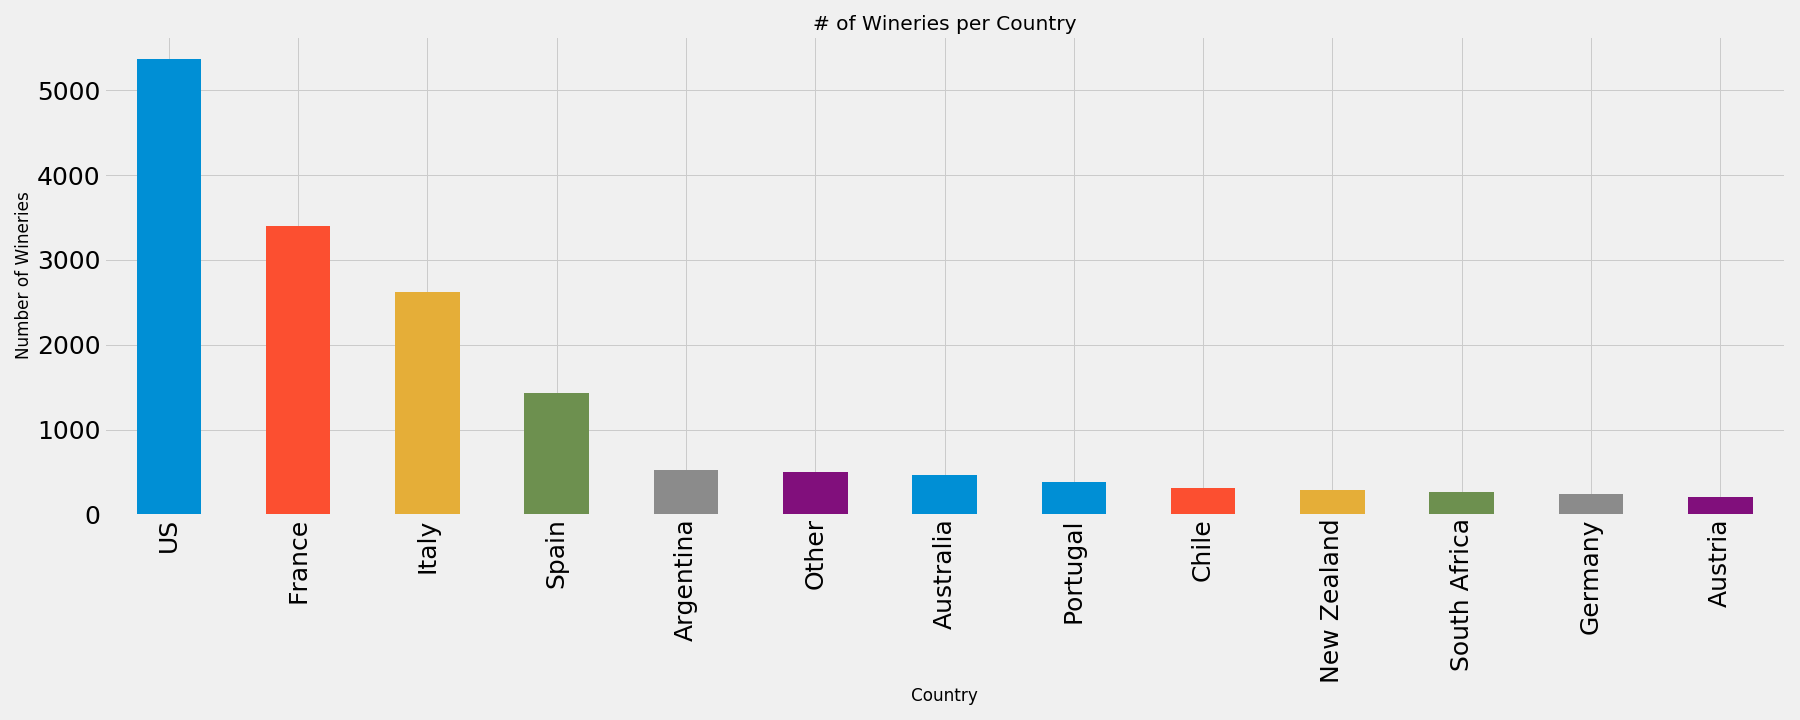 # of Wineries per Country
Number of Wineries
5000
4000
3000
2000
1000
0
US
France
Italy
Spain
Argentina
Other
Australia
Portugal
Chile
New Zealand
South Africa
Germany
Austria
Country